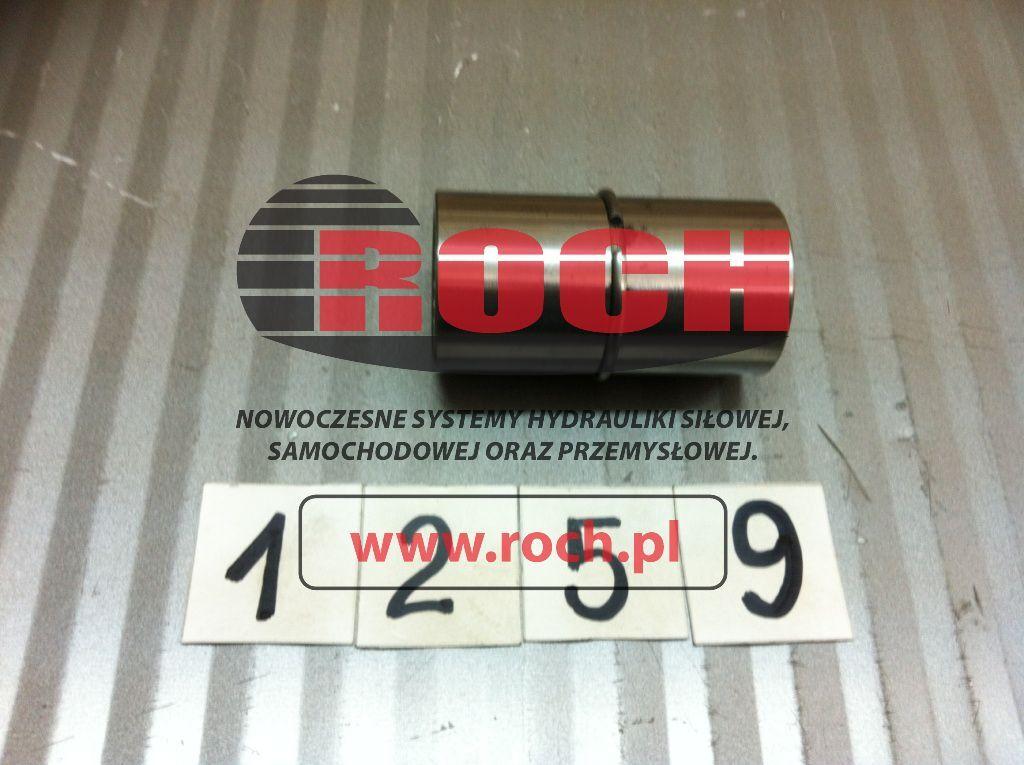 ROCH
NOWOCZESNE SYSTEMY HYDRAULIKI SIŁOWEJ,
SAMOCHODOWEJ ORAZ PRZEMYSŁOWEJ.
www.roch.pl
1 2 5 9